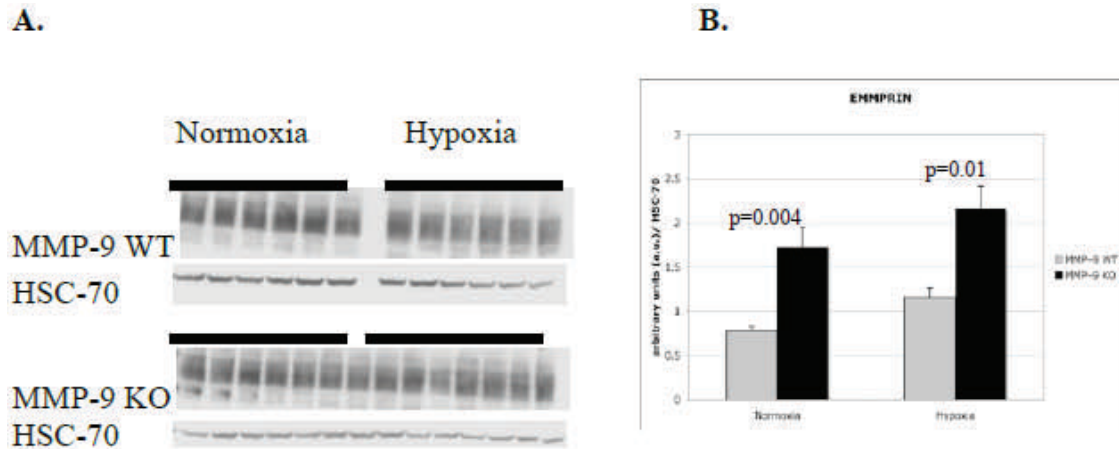 A.
B.
Normoxia Hypoxia
MMP-9 WT
HSC-70
MMP-9 KO
HSC-70
EMMPRIN
arbitrary units (a.u.)/ HSC-70
3
2.5
2
1.5
1
0.5
0
p=0.004
p=0.01
Normoxia Hypoxia
MMP-9 WT
MMP-9 KO